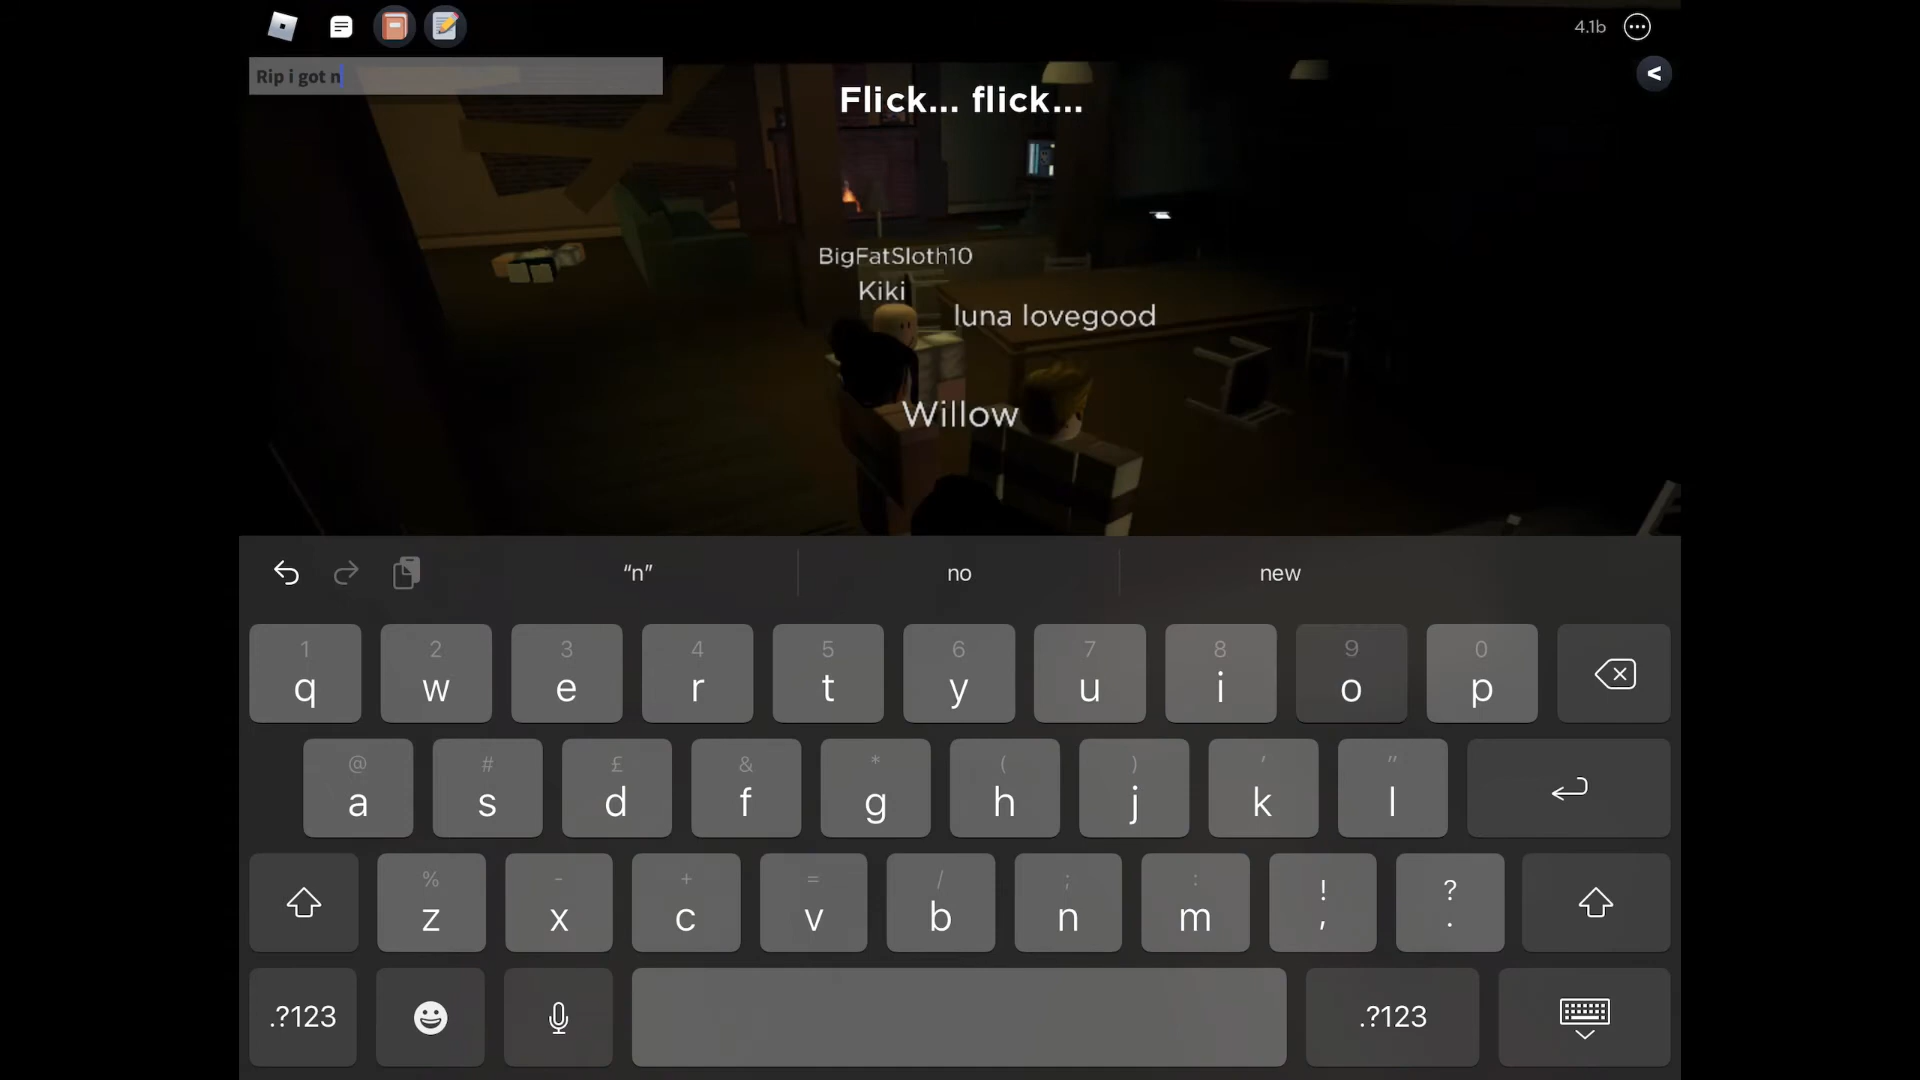 4.1b
Rip i got n
Flick... flick...
BigFatSloth10
Kiki
luna lovegood
Willow
“n” no new
1 2 3 4 5 6 7 8 9 0
q w e r t y u i o p
@ # £ & * ( ) ' "
a s d f g h j k l
% - + = / ; : ! ?
z x c v b n m , .
.?123 .?123